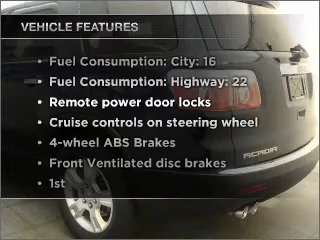 VEHICLE FEATURES
• Fuel Consumption: City: 16
• Fuel Consumption: Highway: 22
• Remote power door locks
• Cruise controls on steering wheel
• 4-wheel ABS Brakes
• Front Ventilated disc brakes
• 1st
ACADIA